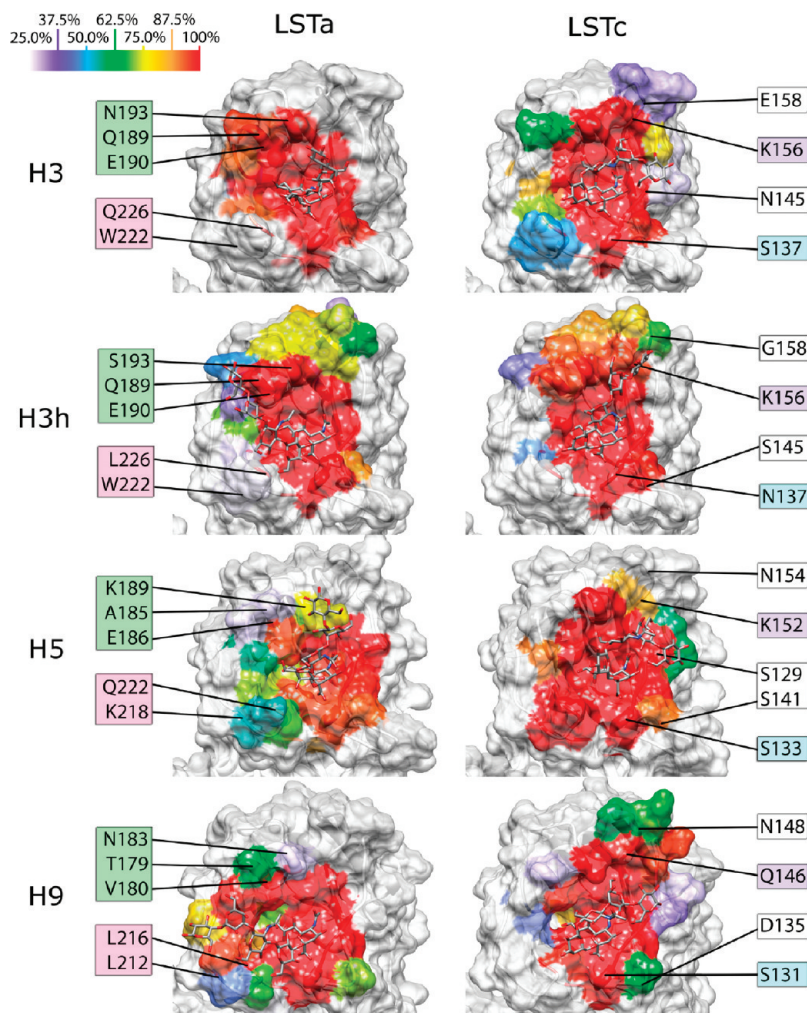 LSTa
LSTc
37.5% 62.5% 87.5%
25.0% 50.0% 75.0% 100%
H3
N193
Q189
E190
Q226
W222
E158
K156
N145
S137
H3h
S193
Q189
E190
L226
W222
G158
K156
S145
N137
H5
K189
A185
E186
Q222
K218
N154
K152
S129
S141
S133
H9
N183
T179
V180
L216
L212
N148
Q146
D135
S131